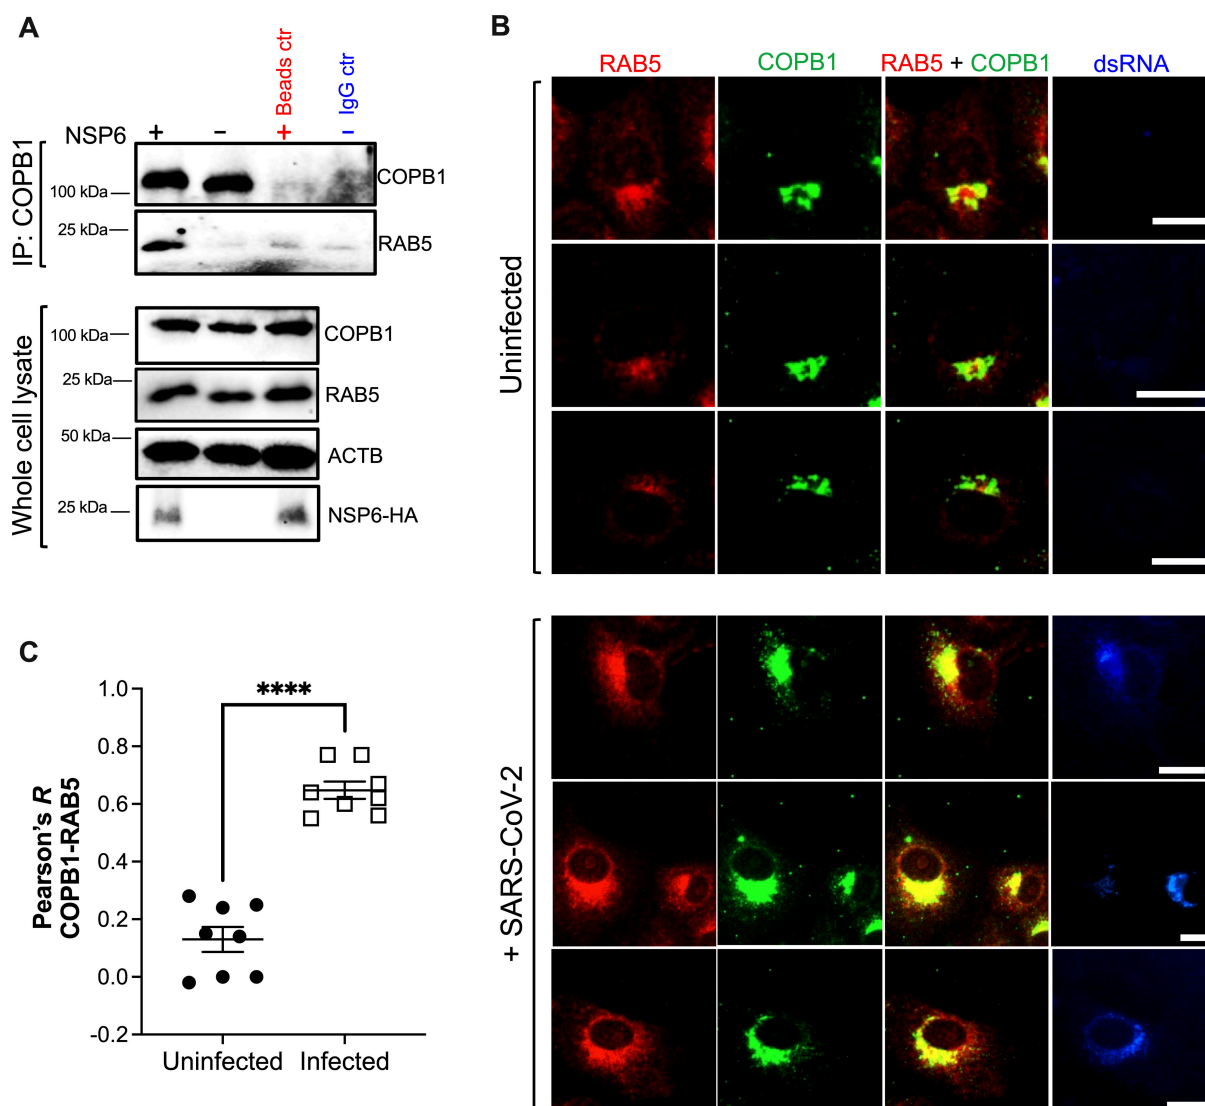 A
Beads ctr
IgG ctr
NSP6 + – + –
IP: COPB1
100 kDa
COPB1
25 kDa
RAB5
Whole cell lysate
100 kDa
COPB1
25 kDa
RAB5
50 kDa
ACTB
25 kDa
NSP6-HA
B
RAB5 COPB1 RAB5 + COPB1 dsRNA
Uninfected
+ SARS-CoV-2
C
****
Pearson's R
COPB1-RAB5
1.0
0.8
0.6
0.4
0.2
0.0
-0.2
Uninfected Infected